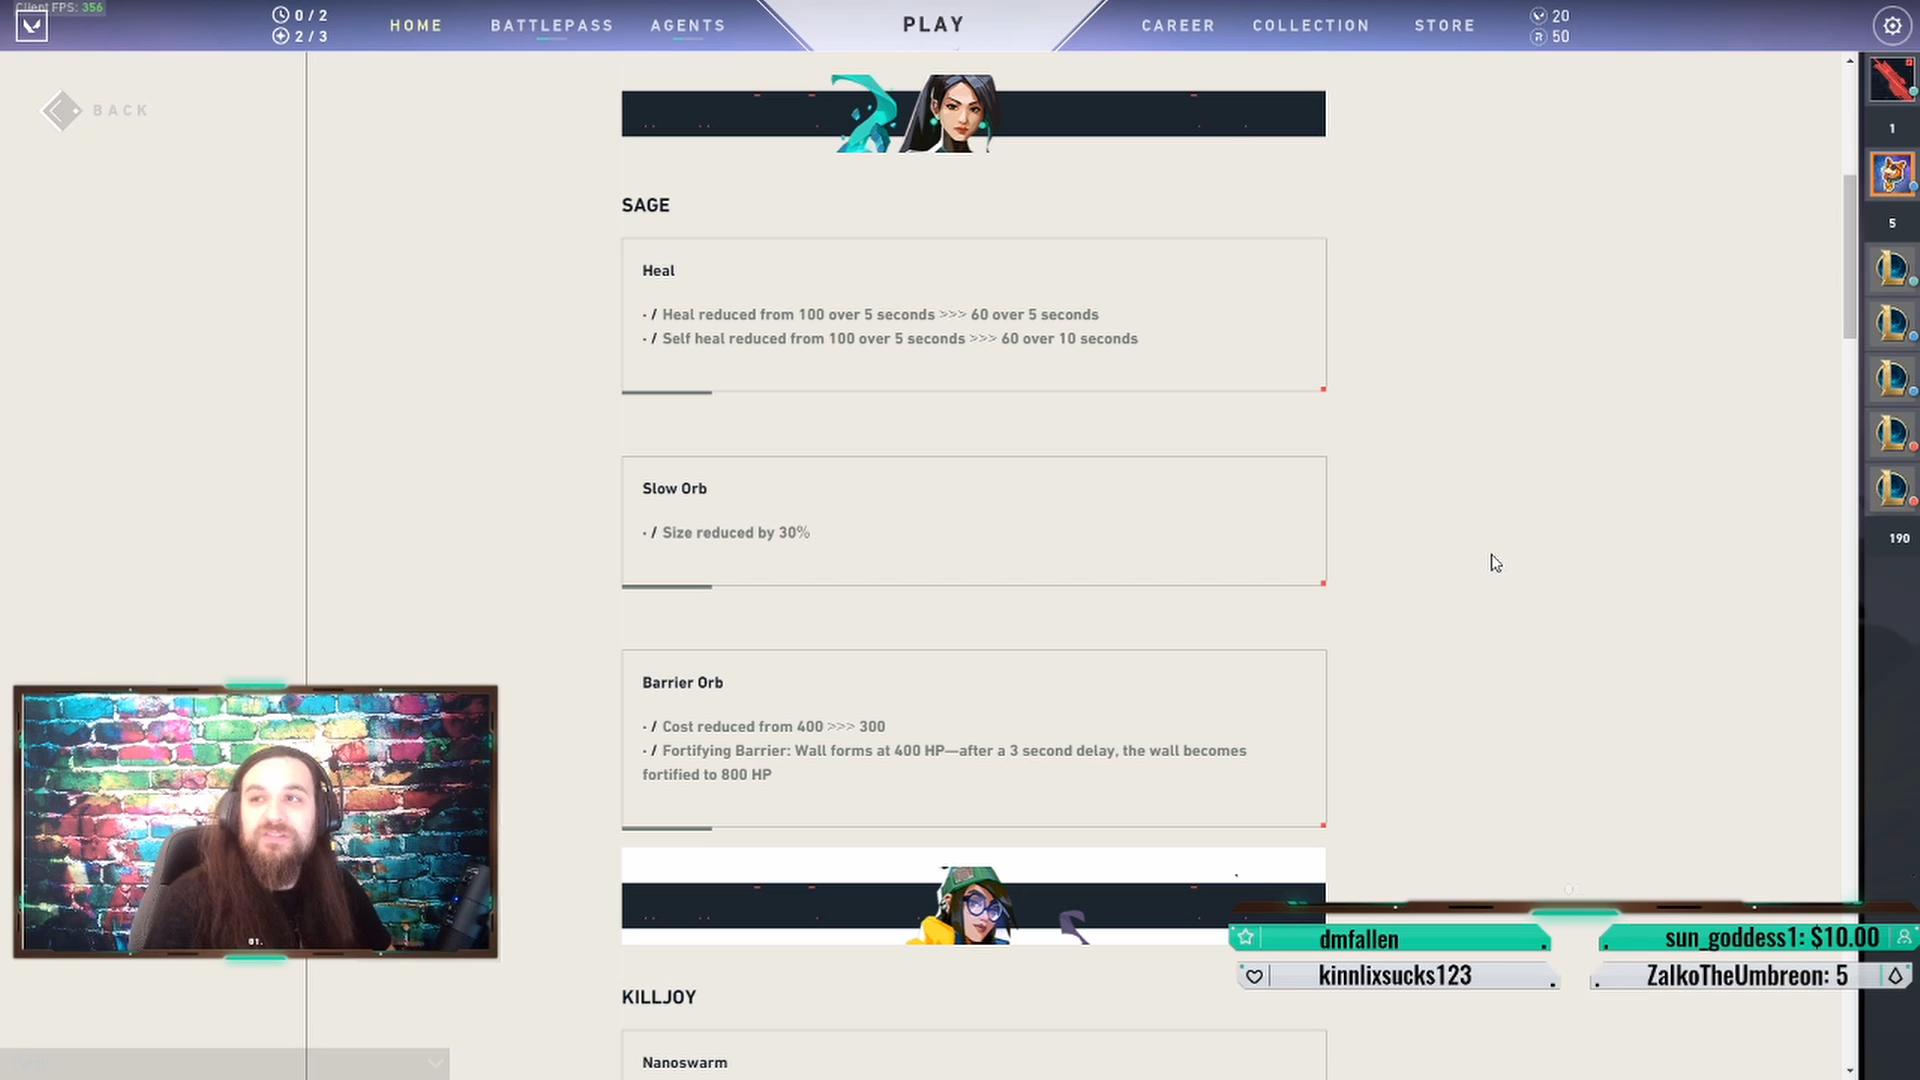 Client FPS: 356
0 / 2
2 / 3
HOME
BATTLEPASS
AGENTS
PLAY
CAREER
COLLECTION
STORE
20
50
BACK
1
5
190
SAGE
Heal
· / Heal reduced from 100 over 5 seconds >>> 60 over 5 seconds
· / Self heal reduced from 100 over 5 seconds >>> 60 over 10 seconds
Slow Orb
· / Size reduced by 30%
Barrier Orb
· / Cost reduced from 400 >>> 300
· / Fortifying Barrier: Wall forms at 400 HP—after a 3 second delay, the wall becomes
fortified to 800 HP
01.
dmfallen
sun_goddess1: $10.00
kinnlixsucks123
ZalkoTheUmbreon: 5
KILLJOY
Nanoswarm